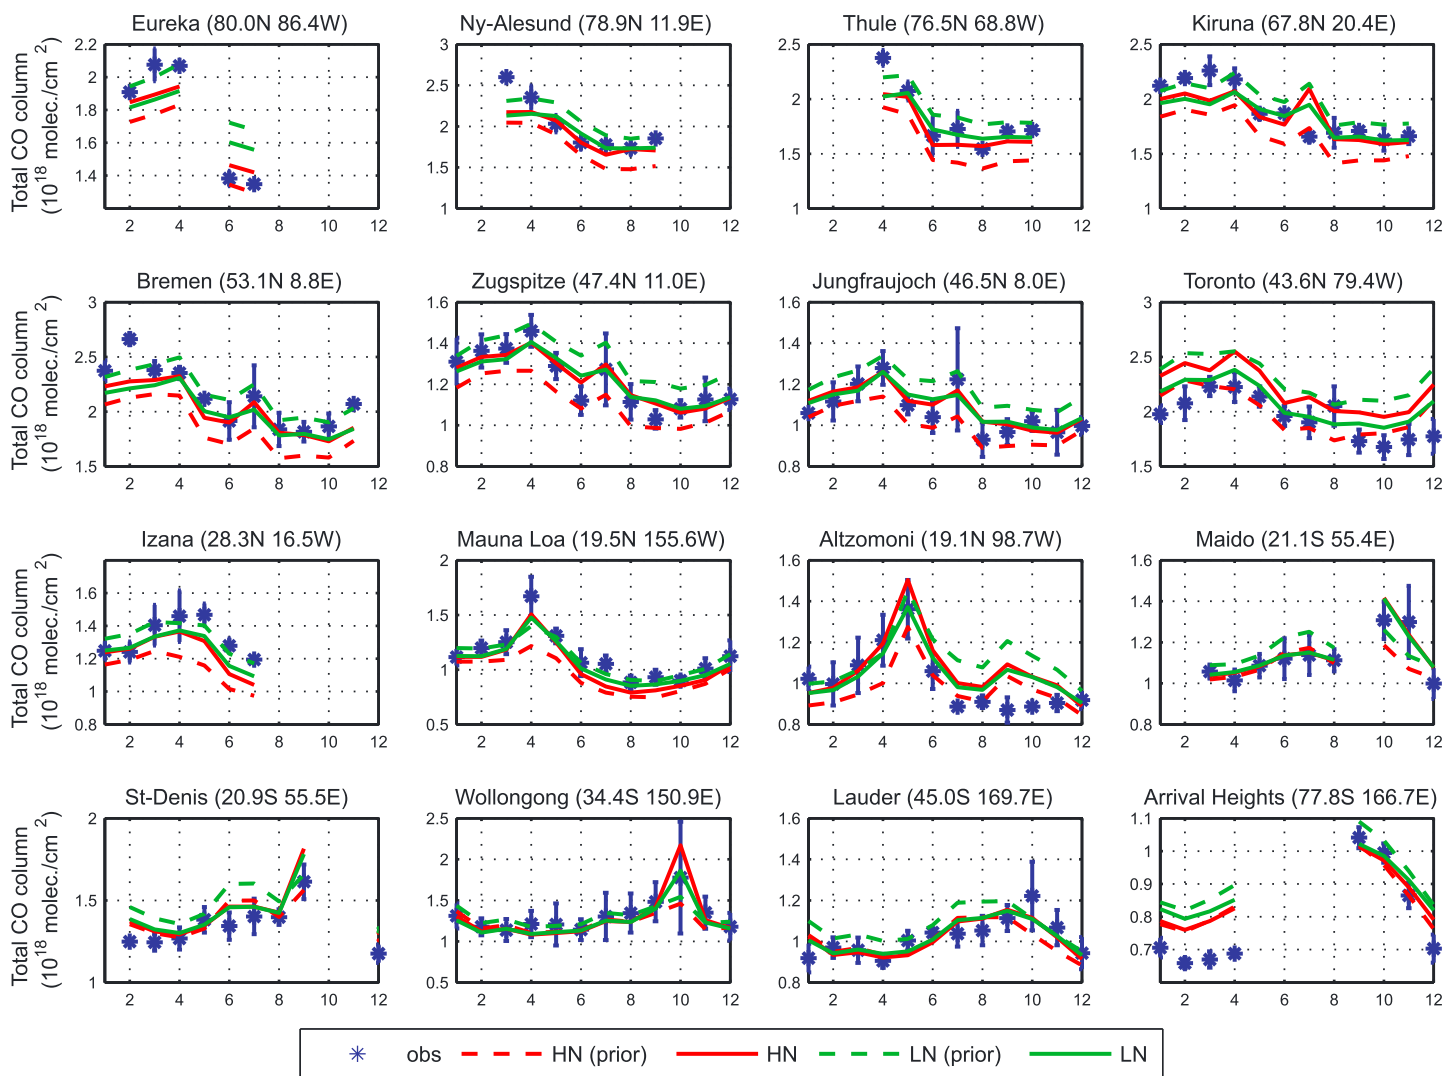 Eureka (80.0N 86.4W)
Ny-Alesund (78.9N 11.9E)
Thule (76.5N 68.8W)
Kiruna (67.8N 20.4E)
Total CO column
(10^18 molec./cm^2)
2.2
2
1.8
1.6
1.4
2 4 6 8 10 12
3
2.5
2
1.5
1
2 4 6 8 10 12
2.5
2
1.5
1
2 4 6 8 10 12
2.5
2
1.5
1
2 4 6 8 10 12
Bremen (53.1N 8.8E)
Zugspitze (47.4N 11.0E)
Jungfraujoch (46.5N 8.0E)
Toronto (43.6N 79.4W)
Total CO column
(10^18 molec./cm^2)
3
2.5
2
1.5
2 4 6 8 10 12
1.6
1.4
1.2
1
0.8
2 4 6 8 10 12
1.6
1.4
1.2
1
0.8
2 4 6 8 10 12
3
2.5
2
1.5
2 4 6 8 10 12
Izana (28.3N 16.5W)
Mauna Loa (19.5N 155.6W)
Altzomoni (19.1N 98.7W)
Maido (21.1S 55.4E)
Total CO column
(10^18 molec./cm^2)
1.6
1.4
1.2
1
0.8
2 4 6 8 10 12
2
1.5
1
0.5
2 4 6 8 10 12
1.6
1.4
1.2
1
0.8
2 4 6 8 10 12
1.6
1.4
1.2
1
0.8
2 4 6 8 10 12
St-Denis (20.9S 55.5E)
Wollongong (34.4S 150.9E)
Lauder (45.0S 169.7E)
Arrival Heights (77.8S 166.7E)
Total CO column
(10^18 molec./cm^2)
2
1.5
1
2 4 6 8 10 12
2.5
2
1.5
1
0.5
2 4 6 8 10 12
1.6
1.4
1.2
1
0.8
2 4 6 8 10 12
1.1
1
0.9
0.8
0.7
2 4 6 8 10 12
obs HN (prior) HN LN (prior) LN